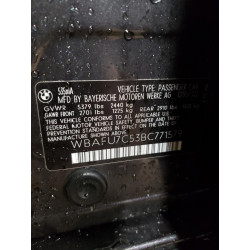 535xiA
VEHICLE TYPE PASSENGER
MFD BY BAYERISCHE MOTOREN WERKE AG
GVWR 5379 lbs 2440 kg
GAWR FRONT 2701 lbs 1225 kg REAR 2910 lbs
THIS VEHICLE CONFORMS TO ALL APPLICABLE
FEDERAL MOTOR VEHICLE SAFETY, BUMPER
AND THEFT PREVENTION STANDARDS
IN EFFECT ON THE DATE OF
MANUFACTURE SHOWN ABOVE.